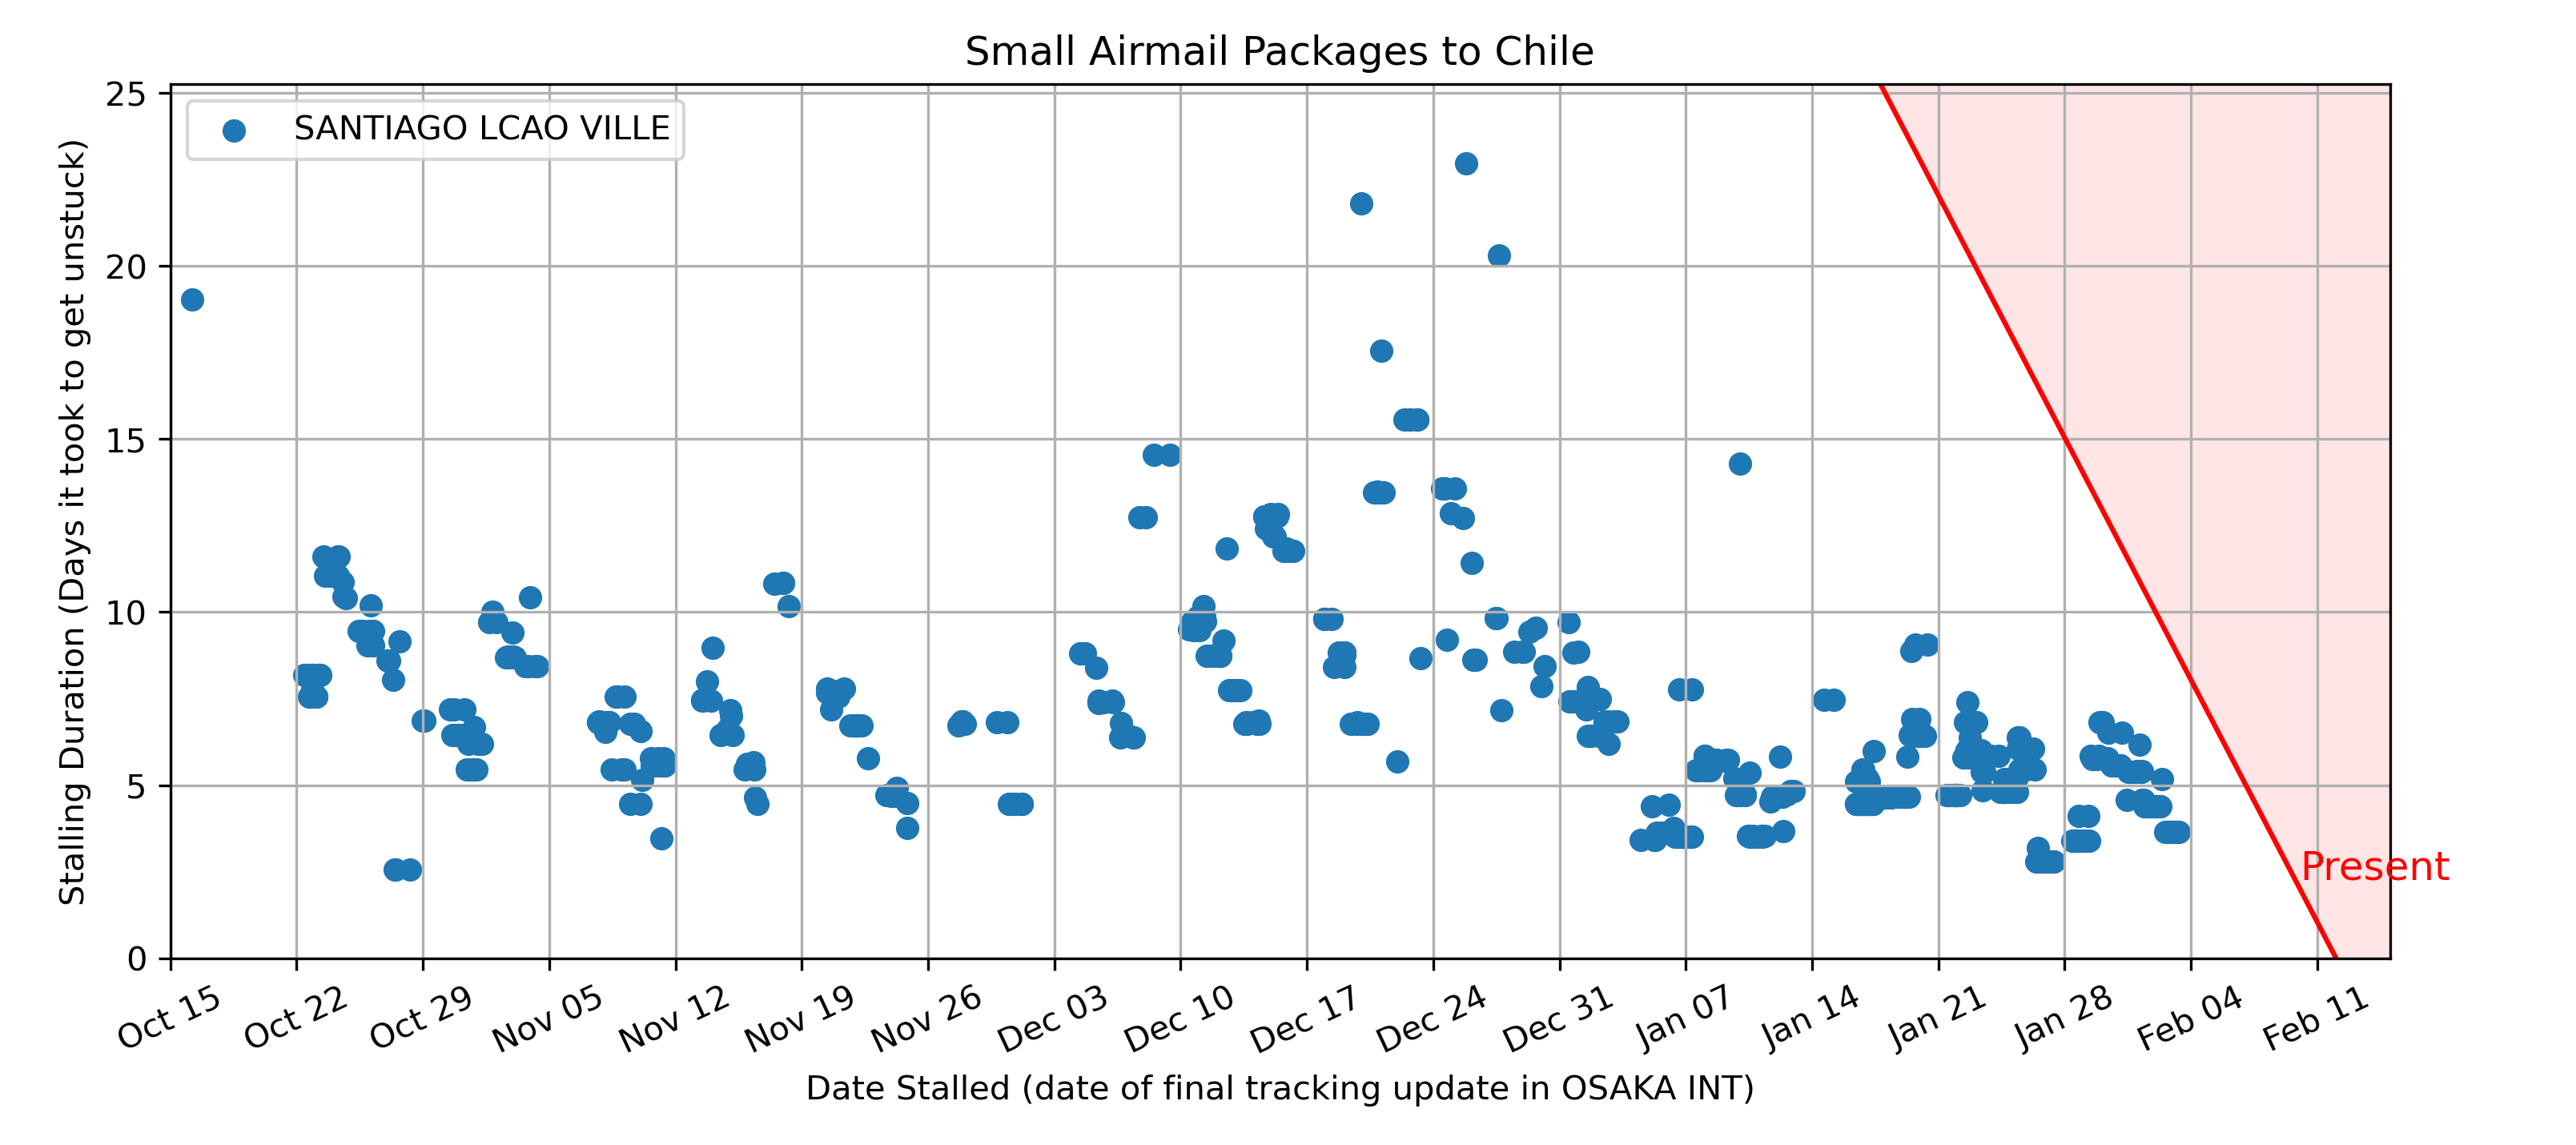 Small Airmail Packages to Chile
SANTIAGO LCAO VILLE
Stalling Duration (Days it took to get unstuck)
25
20
15
10
5
0
Present
Oct 15
Oct 22
Oct 29
Nov 05
Nov 12
Nov 19
Nov 26
Dec 03
Dec 10
Dec 17
Dec 24
Dec 31
Jan 07
Jan 14
Jan 21
Jan 28
Feb 04
Feb 11
Date Stalled (date of final tracking update in OSAKA INT)